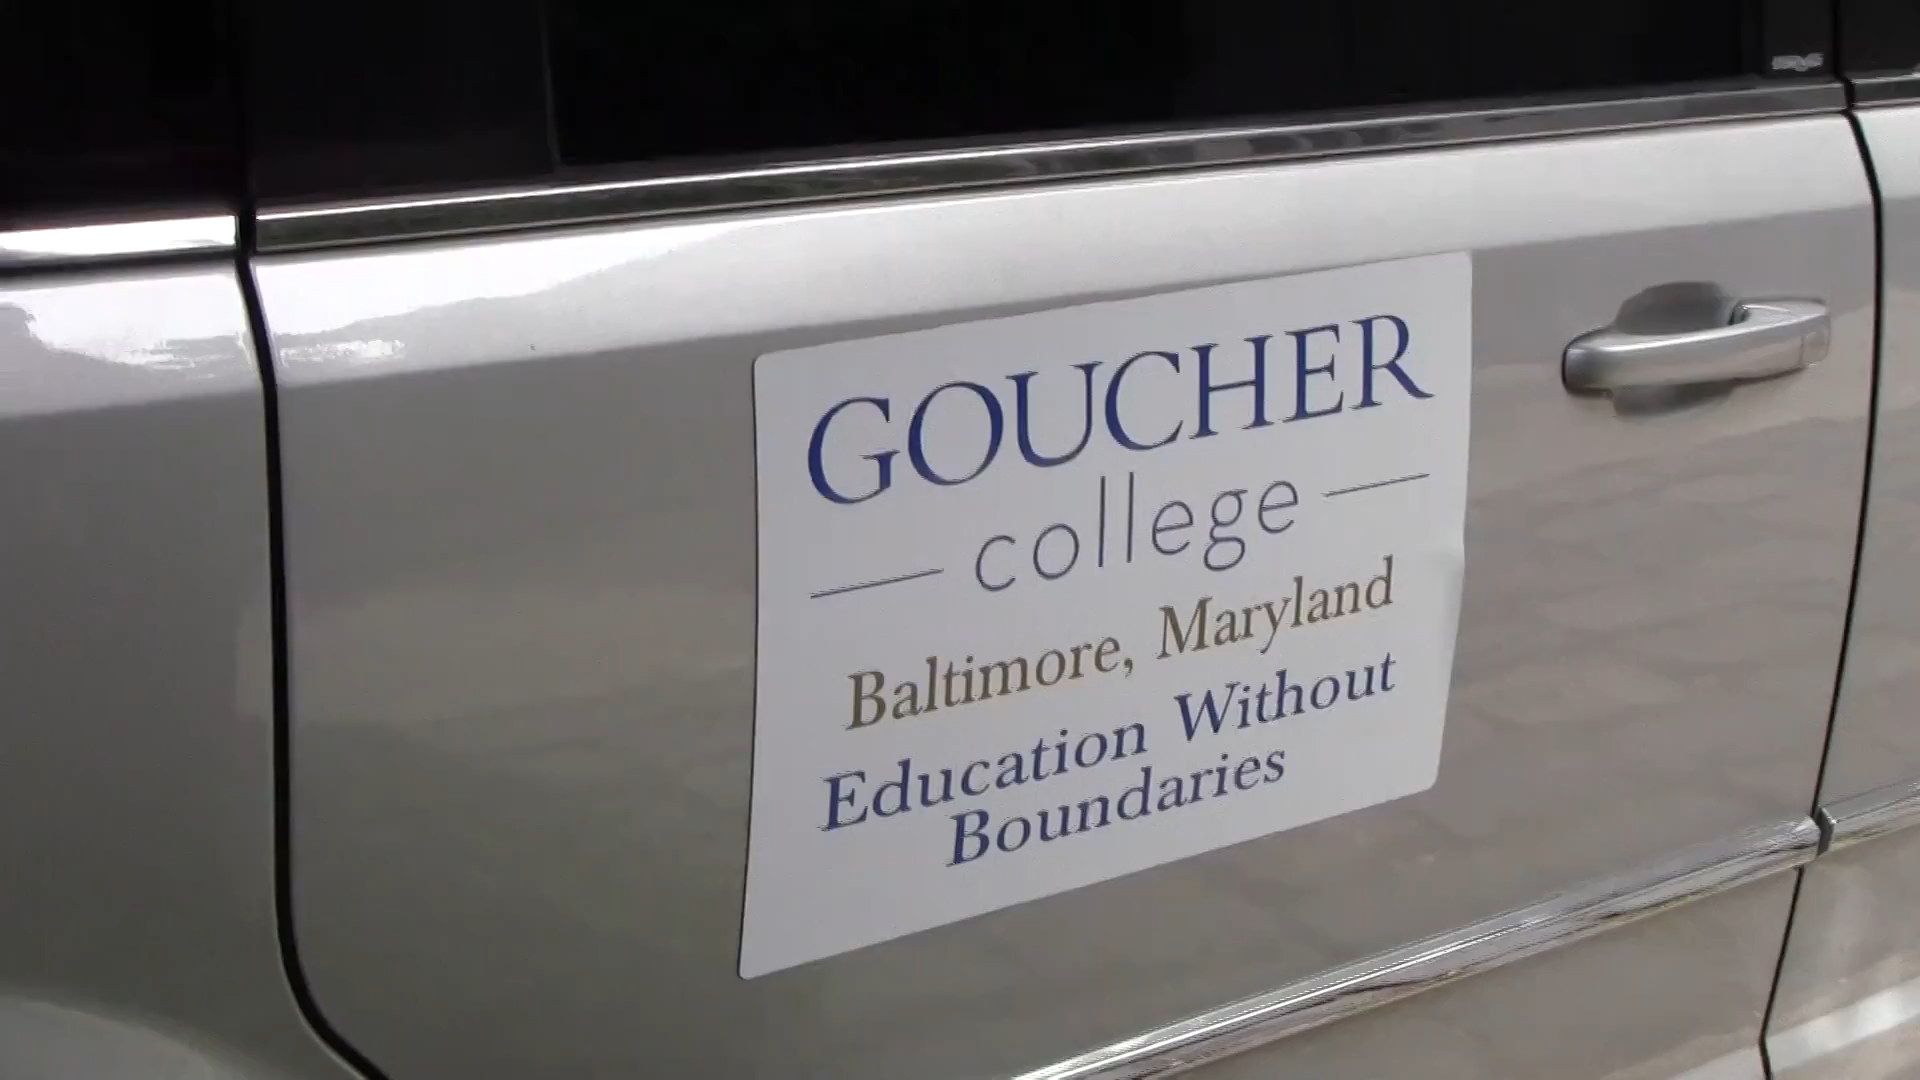 GOUCHER
college
Baltimore, Maryland
Education Without
Boundaries